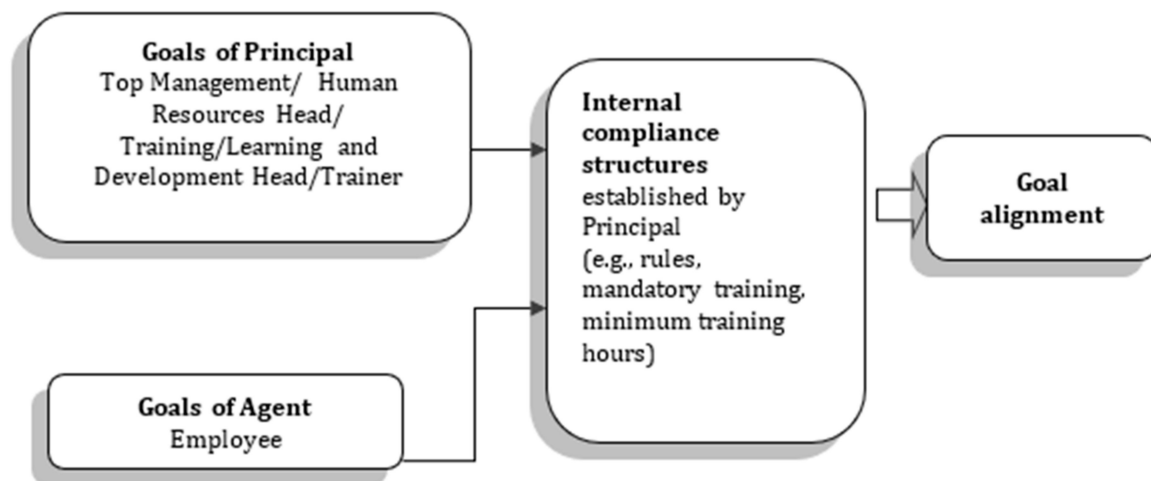 Goals of Principal
Top Management/ Human
Resources Head/
Training/Learning and
Development Head/Trainer
Goals of Agent
Employee
Internal
compliance
structures
established by
Principal
(e.g., rules,
mandatory training,
minimum training
hours)
Goal
alignment